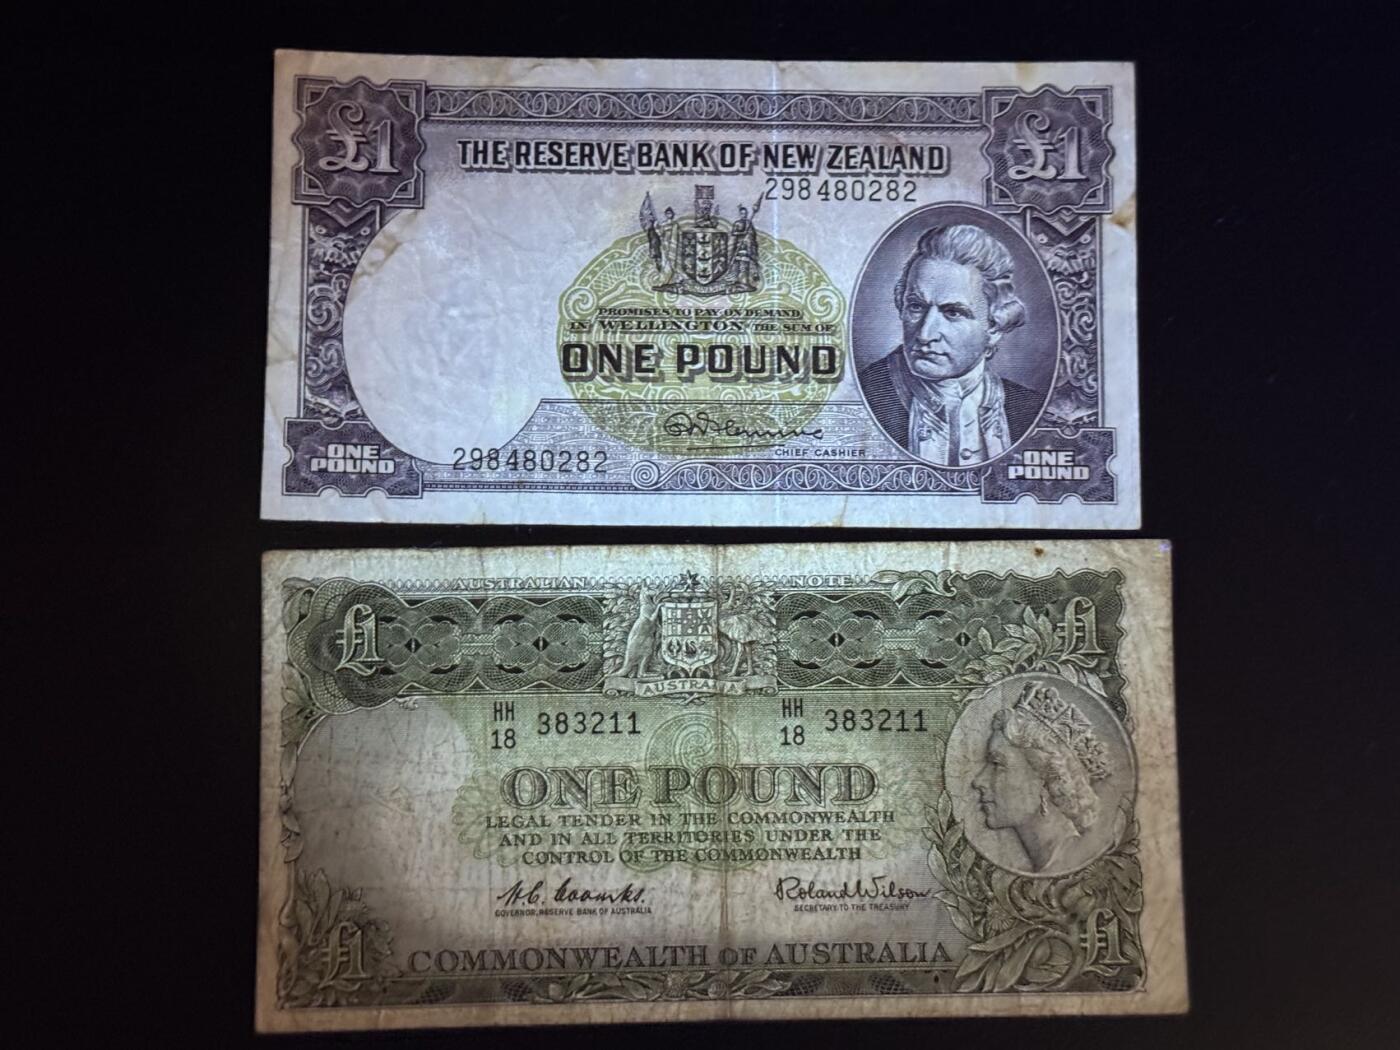 £1 £1
THE RESERVE BANK OF NEW ZEALAND
298480282
PROMISES TO PAY ON DEMAND
IN WELLINGTON THE SUM OF
ONE POUND
CHIEF CASHIER
298480282
ONE POUND
ONE POUND
AUSTRALIAN NOTE
£1 £1
AUSTRALIA
HH 18 383211 HH 18 383211
ONE POUND
LEGAL TENDER IN THE COMMONWEALTH
AND IN ALL TERRITORIES UNDER THE
CONTROL OF THE COMMONWEALTH
H.C. Coombs. Roland Wilson
GOVERNOR, RESERVE BANK OF AUSTRALIA SECRETARY TO THE TREASURY
£1 £1
COMMONWEALTH OF AUSTRALIA